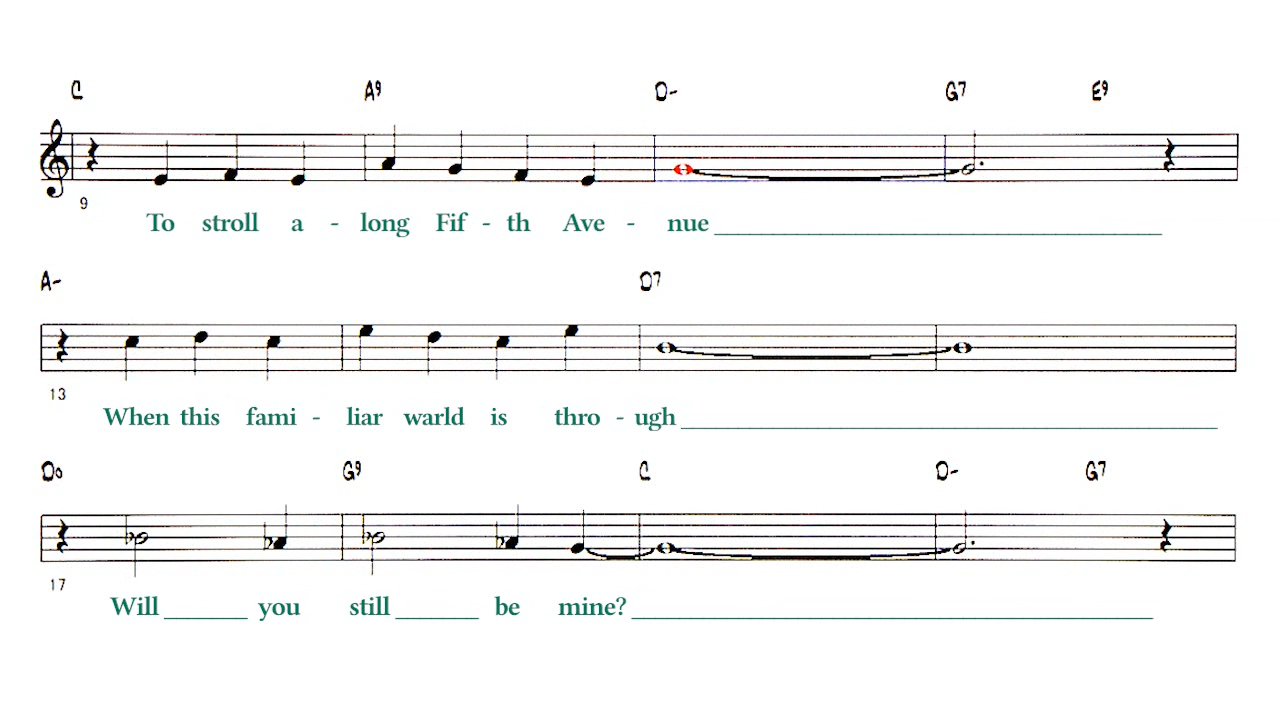 C A9 D- G7 E9
9
To stroll a - long Fif - th Ave - nue
A- D7
13
When this fami - liar warld is thro - ugh
Do G9 C D- G7
17
Will you still be mine?